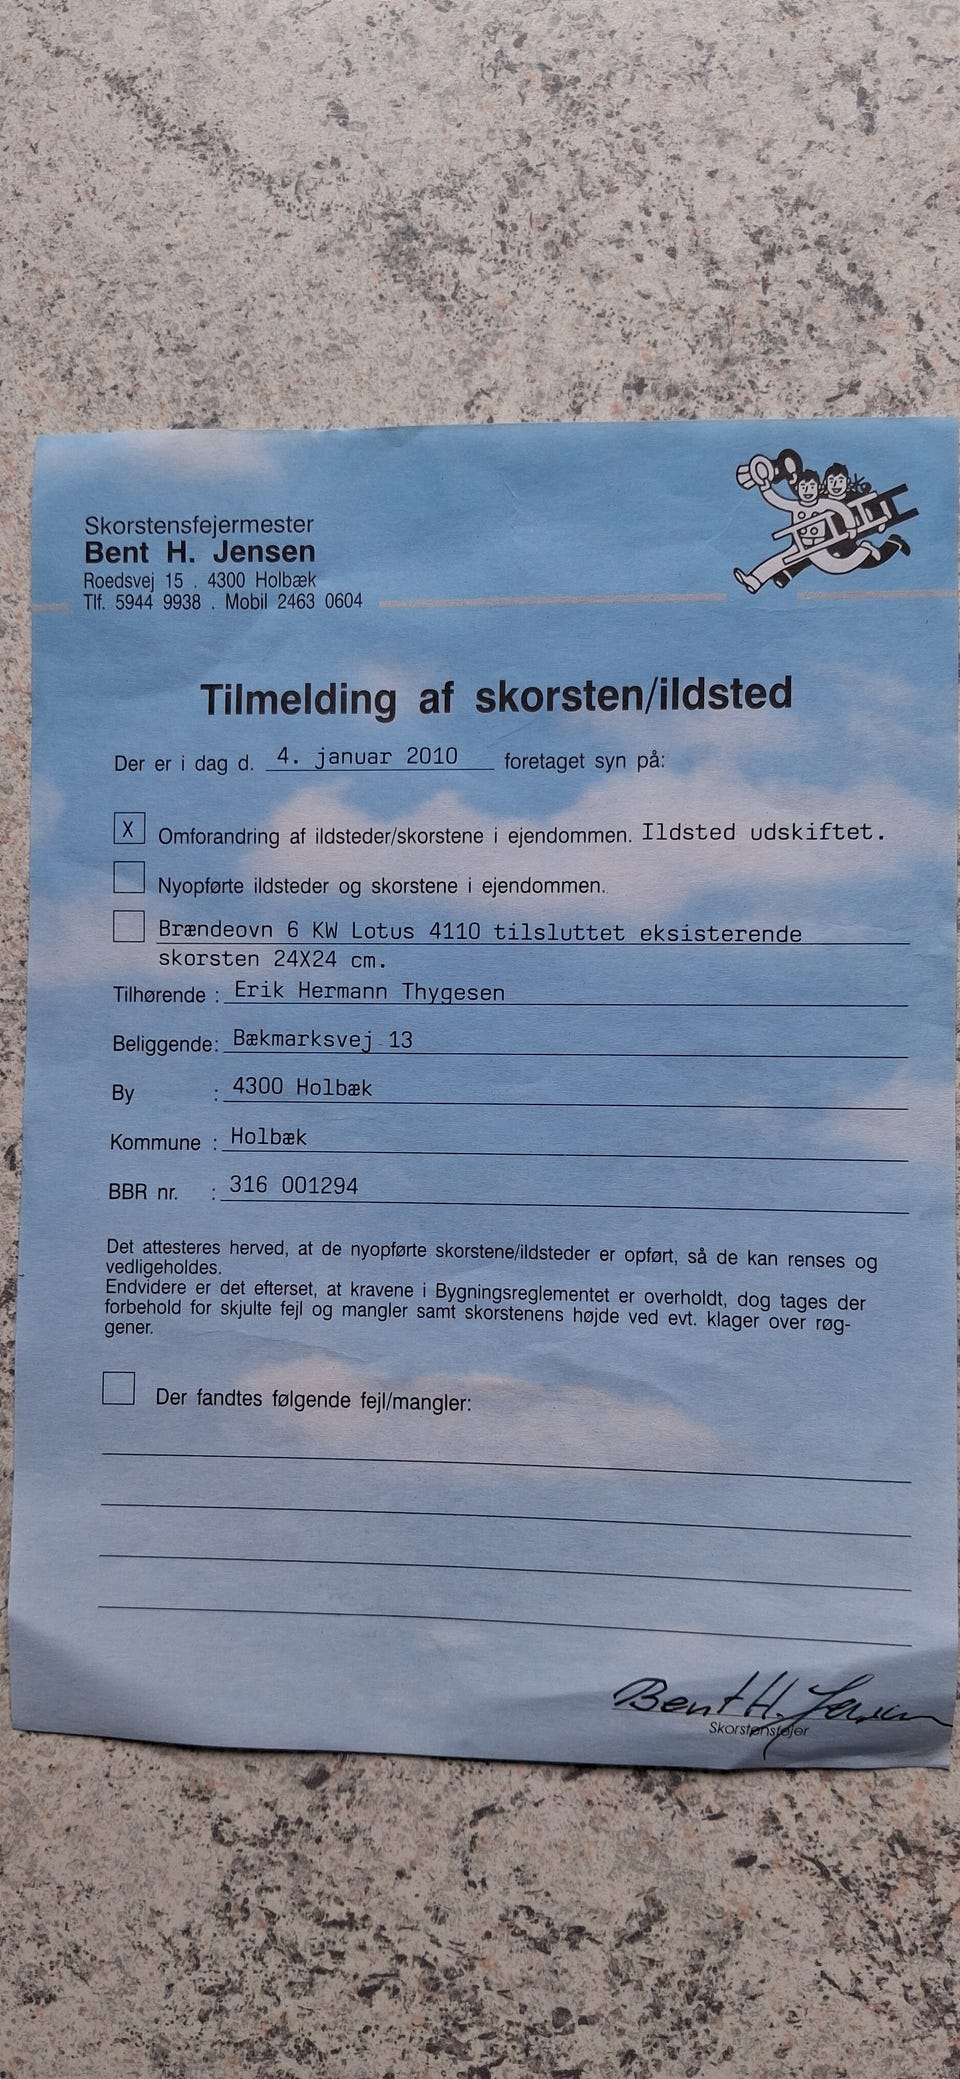 Skorstensfejermester
Bent H. Jensen
Roedsvej 15 . 4300 Holbæk
Tlf. 5944 9938 . Mobil 2463 0604
Tilmelding af skorsten/ildsted
Der er i dag d. 4. januar 2010 foretaget syn på:
X Omforandring af ildsteder/skorstene i ejendommen. Ildsted udskiftet.
Nyopførte ildsteder og skorstene i ejendommen.
Brændeovn 6 KW Lotus 4110 tilsluttet eksisterende
skorsten 24X24 cm.
Tilhørende : Erik Hermann Thygesen
Beliggende: Bækmarksvej 13
By : 4300 Holbæk
Kommune : Holbæk
BBR nr. : 316 001294
Det attesteres herved, at de nyopførte skorstene/ildsteder er opført, så de kan renses og
vedligeholdes.
Endvidere er det efterset, at kravene i Bygningsreglementet er overholdt, dog tages der
forbehold for skjulte fejl og mangler samt skorstenens højde ved evt. klager over røg-
gener.
Der fandtes følgende fejl/mangler:
Bent H. Jensen
Skorstensfejer